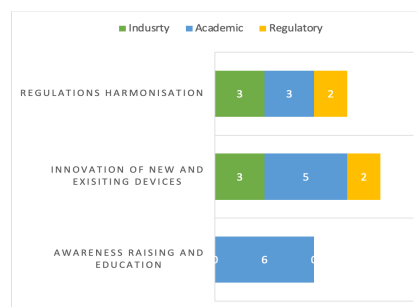 Indusrty Academic Regulatory
REGULATIONS HARMONISATION
3 3 2
INNOVATION OF NEW AND
EXISITING DEVICES
3 5 2
AWARENESS RAISING AND
EDUCATION
0 6 0